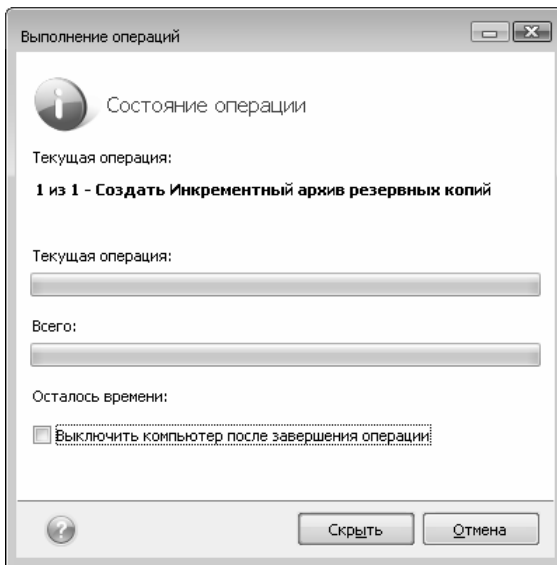 Выполнение операций
Состояние операции
Текущая операция:
1 из 1 - Создать Инкрементный архив резервных копий
Текущая операция:
Всего:
Осталось времени:
Выключить компьютер после завершения операции
?
Скрыть
Отмена